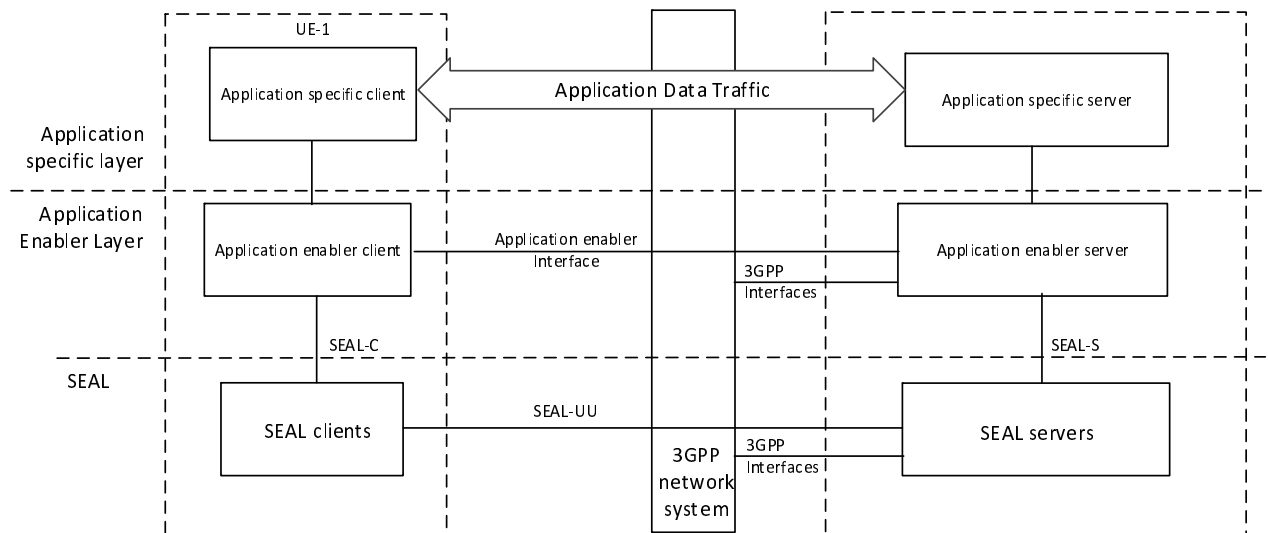 UE-1
Application specific client
Application Data Traffic
Application specific server
Application
specific layer
Application
Enabler Layer
Application enabler client
Application enabler
Interface
Application enabler server
3GPP
Interfaces
SEAL-C
SEAL-S
SEAL
SEAL clients
SEAL-UU
SEAL servers
3GPP
Interfaces
3GPP
network
system